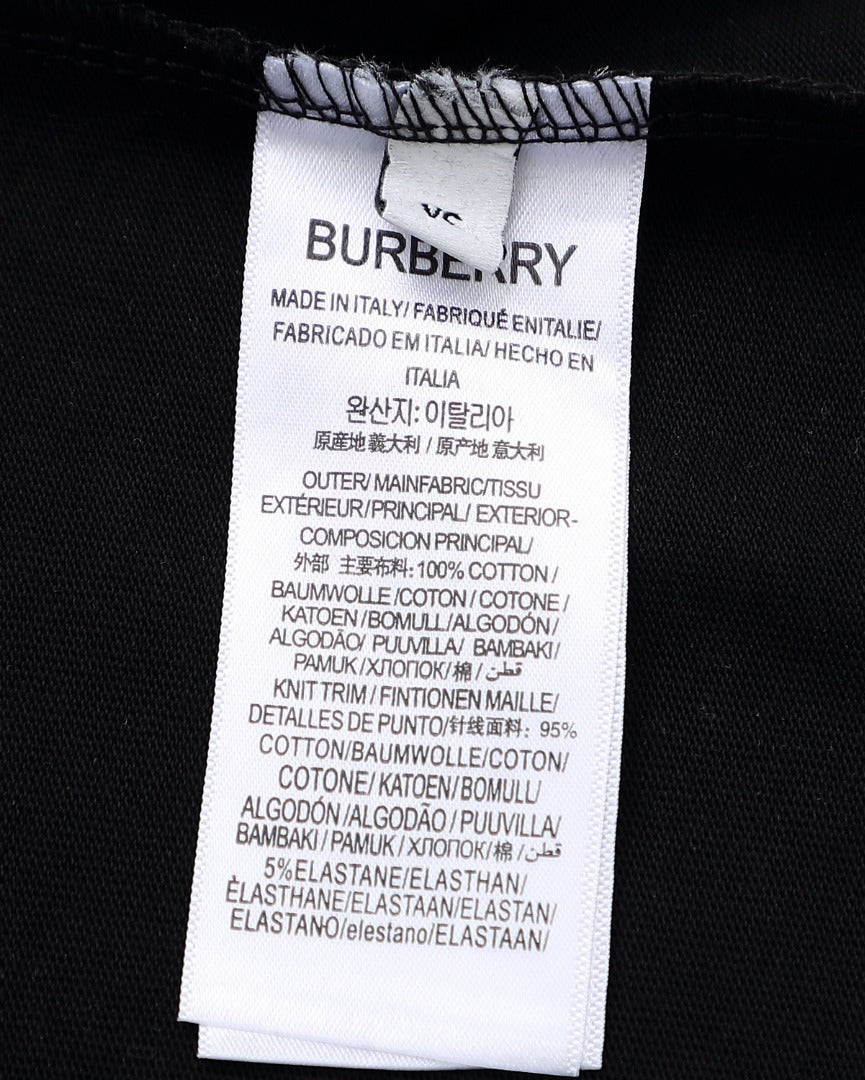 XS
BURBERRY
MADE IN ITALY/ FABRIQUÉ ENITALIE/
FABRICADO EM ITALIA/ HECHO EN
ITALIA
완산지: 이탈리아
原産地 義大利 / 原产地 意大利
OUTER/ MAINFABRIC/TISSU
EXTÉRIEUR/PRINCIPAL/ EXTERIOR-
COMPOSICION PRINCIPAL/
外部 主要布料: 100% COTTON /
BAUMWOLLE /COTON / COTONE /
KATOEN /BOMULL/ALGODÓN/
ALGODÃO/ PUUVILLA/ BAMBAKI/
PAMUK/ХЛОПОК/棉/قطن
KNIT TRIM / FINTIONEN MAILLE/
DETALLES DE PUNTO/针线面料: 95%
COTTON/BAUMWOLLE/COTON/
COTONE/ KATOEN/BOMULL/
ALGODÓN /ALGODÃO / PUUVILLA/
BAMBAKI / PAMUK / ХЛОПОК/棉 /قطن
5%ELASTANE/ELASTHAN/
ÈLASTHANE/ELASTAAN/ELASTAN/
ELASTANO/elestano/ELASTAAN/